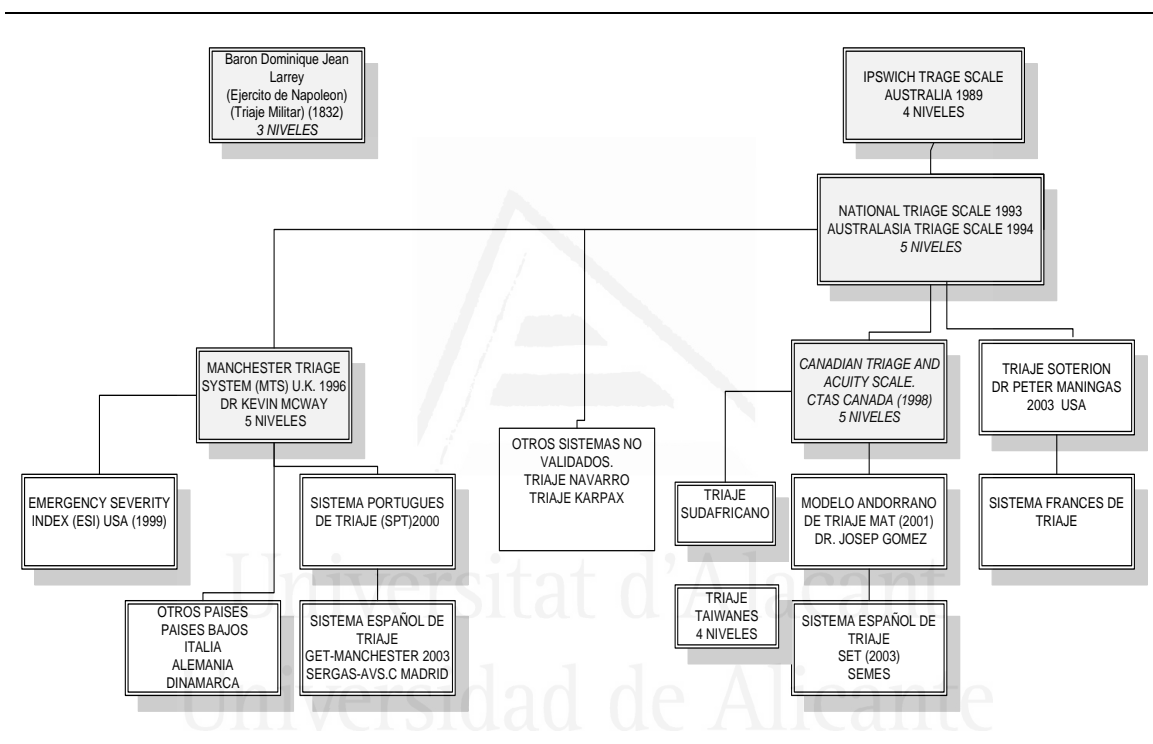 Baron Dominique Jean
Larrey
(Ejercito de Napoleon)
(Triaje Militar) (1832)
3 NIVELES
IPSWICH TRAGE SCALE
AUSTRALIA 1989
4 NIVELES
NATIONAL TRIAGE SCALE 1993
AUSTRALASIA TRIAGE SCALE 1994
5 NIVELES
MANCHESTER TRIAGE
SYSTEM (MTS) U.K. 1996
DR KEVIN MCWAY
5 NIVELES
CANADIAN TRIAGE AND
ACUITY SCALE.
CTAS CANADA (1998)
5 NIVELES
TRIAJE SOTERION
DR PETER MANINGAS
2003 USA
OTROS SISTEMAS NO
VALIDADOS.
TRIAJE NAVARRO
TRIAJE KARPAX
EMERGENCY SEVERITY
INDEX (ESI) USA (1999)
SISTEMA PORTUGUES
DE TRIAJE (SPT)2000
TRIAJE
SUDAFRICANO
MODELO ANDORRANO
DE TRIAJE MAT (2001)
DR. JOSEP GOMEZ
SISTEMA FRANCES DE
TRIAJE
OTROS PAISES
PAISES BAJOS
ITALIA
ALEMANIA
DINAMARCA
SISTEMA ESPAÑOL DE
TRIAJE
GET-MANCHESTER 2003
SERGAS-AVS.C MADRID
TRIAJE
TAIWANES
4 NIVELES
SISTEMA ESPAÑOL DE
TRIAJE
SET (2003)
SEMES
Universitat d'Alacant
Universidad de Alicante